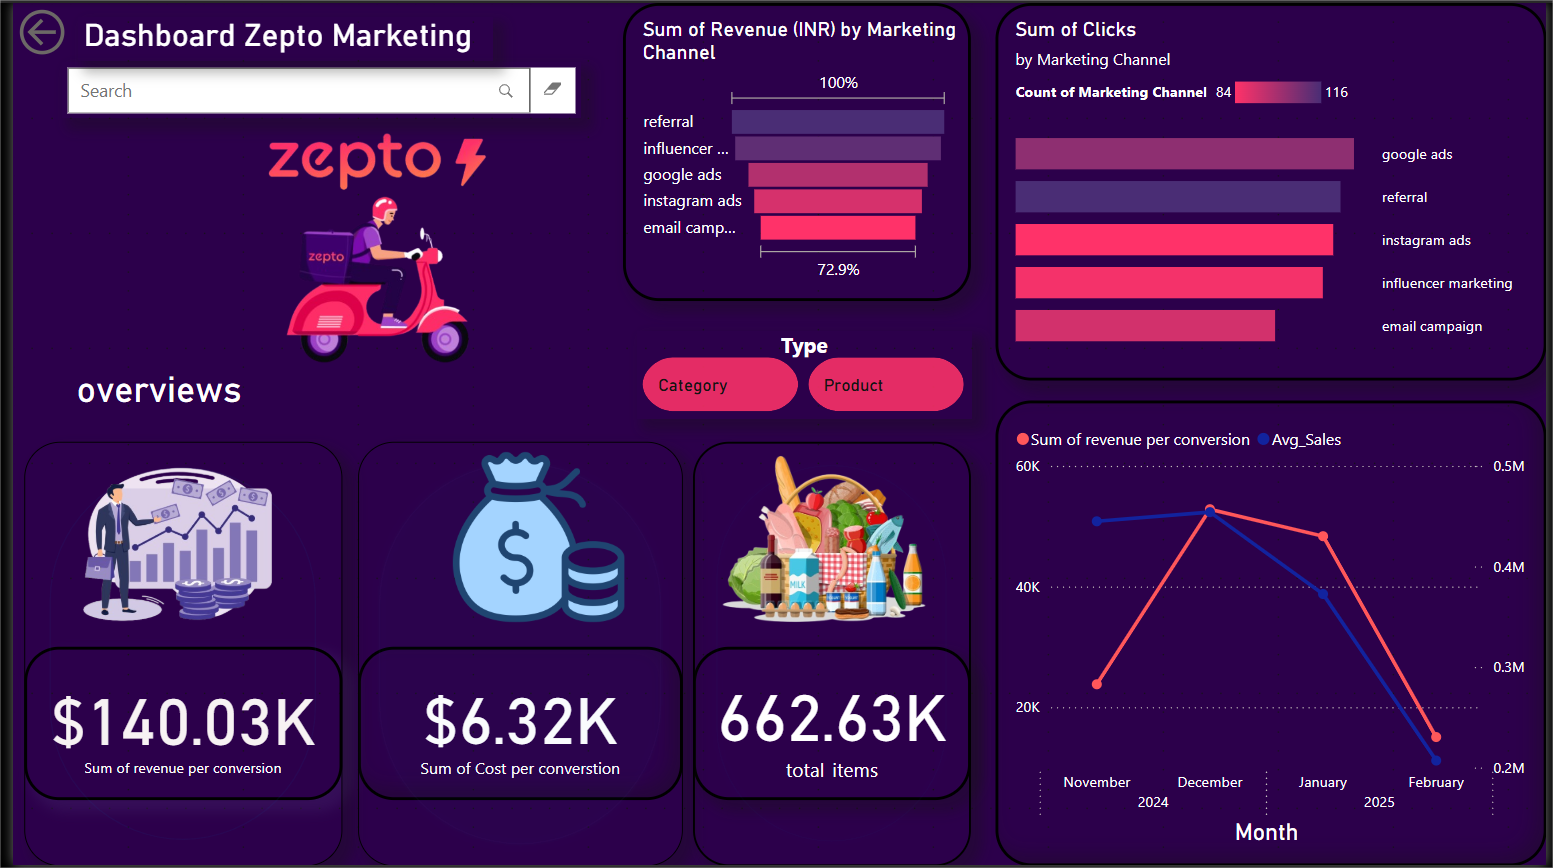 Dashboard Zepto Marketing
Search
zepto
zepto
overviews
Sum of Revenue (INR) by Marketing
Channel
100%
referral
influencer ...
google ads
instagram ads
email camp...
72.9%
Type
Category
Product
Sum of Clicks
by Marketing Channel
Count of Marketing Channel 84 116
google ads
referral
instagram ads
influencer marketing
email campaign
MILK
$140.03K
Sum of revenue per conversion
$6.32K
Sum of Cost per converstion
662.63K
total items
Sum of revenue per conversion Avg_Sales
60K 0.5M
0.4M
40K
0.3M
20K
0.2M
November December January February
2024 2025
Month